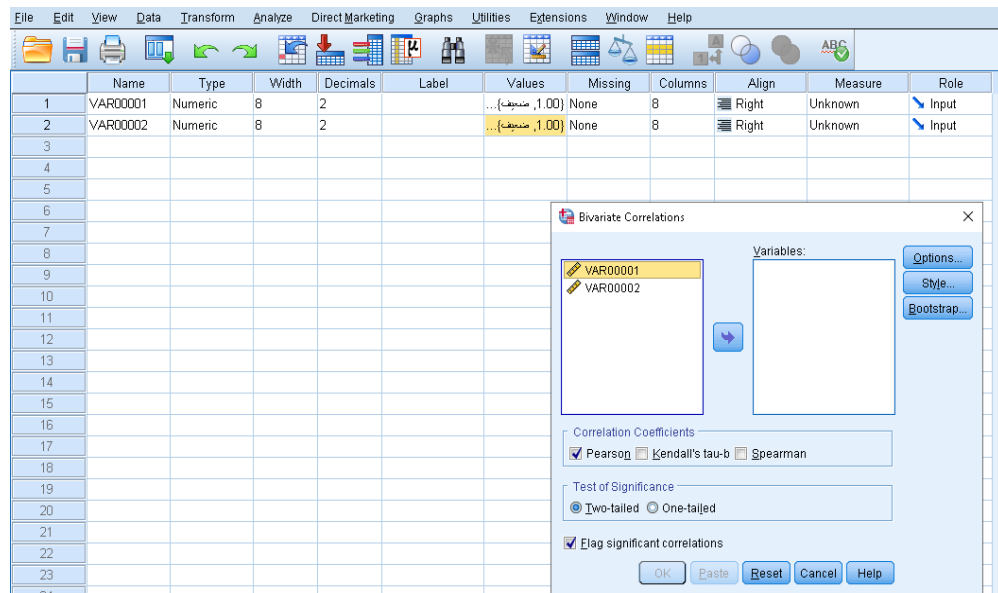 File Edit View Data Transform Analyze Direct Marketing Graphs Utilities Extensions Window Help
Name Type Width Decimals Label Values Missing Columns Align Measure Role
1 VAR00001 Numeric 8 2 {1.00, ضعيف}... None 8 Right Unknown Input
2 VAR00002 Numeric 8 2 {1.00, ضعيف}... None 8 Right Unknown Input
3
4
5
6
7
8
9
10
11
12
13
14
15
16
17
18
19
20
21
22
23
Bivariate Correlations
Variables:
VAR00001
VAR00002
Options...
Style...
Bootstrap...
Correlation Coefficients
Pearson Kendall's tau-b Spearman
Test of Significance
Two-tailed One-tailed
Flag significant correlations
OK Paste Reset Cancel Help